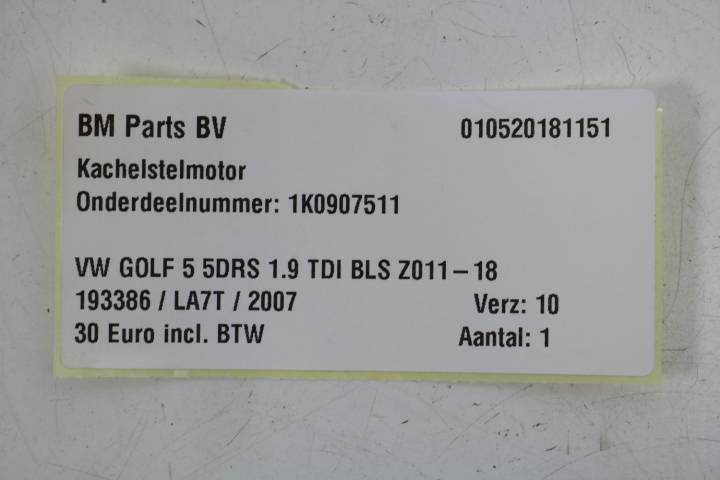 BM Parts BV 010520181151
Kachelstelmotor
Onderdeelnummer: 1K0907511
VW GOLF 5 5DRS 1.9 TDI BLS Z011-18
193386 / LA7T / 2007 Verz: 10
30 Euro incl. BTW Aantal: 1